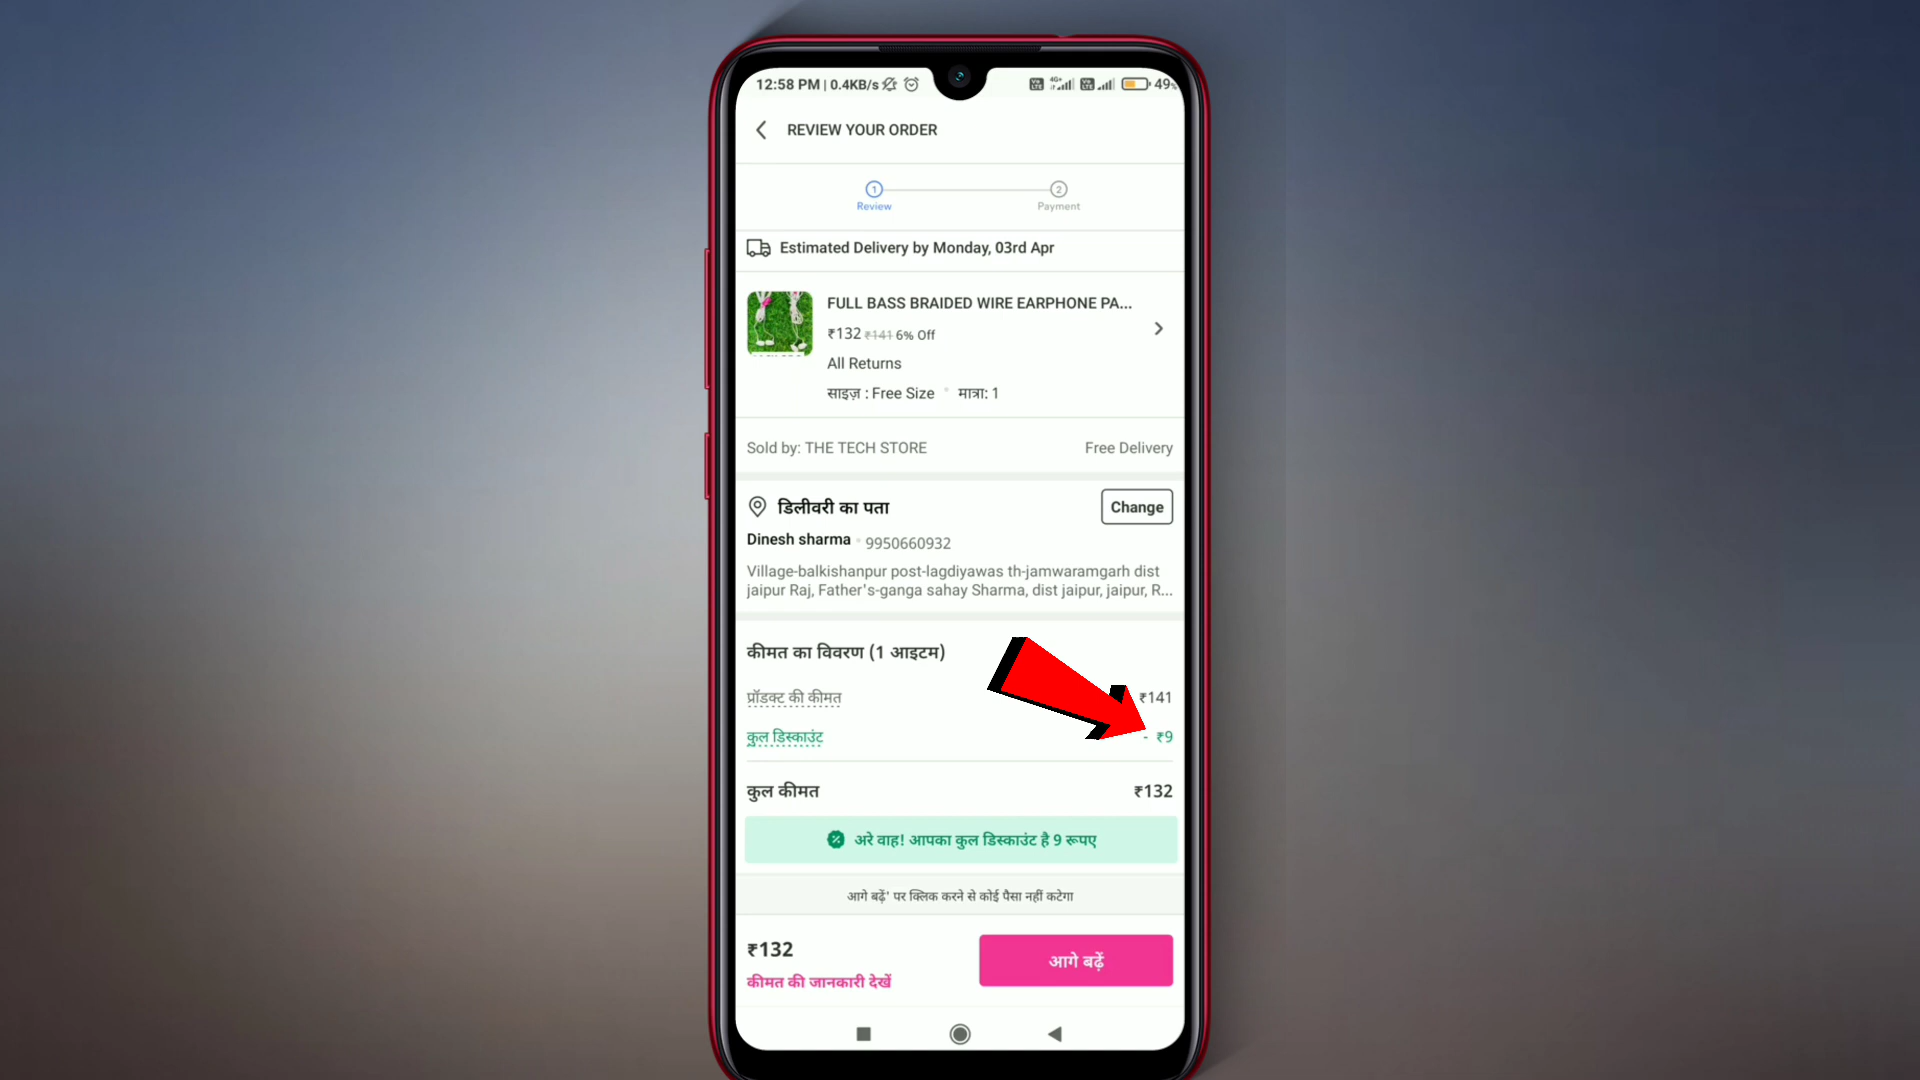 12:58 PM | 0.4KB/s 4G+ 49%
REVIEW YOUR ORDER
1 2
Review Payment
Estimated Delivery by Monday, 03rd Apr
FULL BASS BRAIDED WIRE EARPHONE PA...
₹132 ₹141 6% Off
All Returns
साइज़ : Free Size मात्रा: 1
Sold by: THE TECH STORE Free Delivery
डिलीवरी का पता Change
Dinesh sharma 9950660932
Village-balkishanpur post-lagdiyawas th-jamwaramgarh dist
jaipur Raj, Father's-ganga sahay Sharma, dist jaipur, jaipur, R...
कीमत का विवरण (1 आइटम)
प्रॉडक्ट की कीमत ₹141
कुल डिस्काउंट - ₹9
कुल कीमत ₹132
अरे वाह! आपका कुल डिस्काउंट है 9 रूपए
आगे बढ़ें' पर क्लिक करने से कोई पैसा नहीं कटेगा
₹132 आगे बढ़ें
कीमत की जानकारी देखें